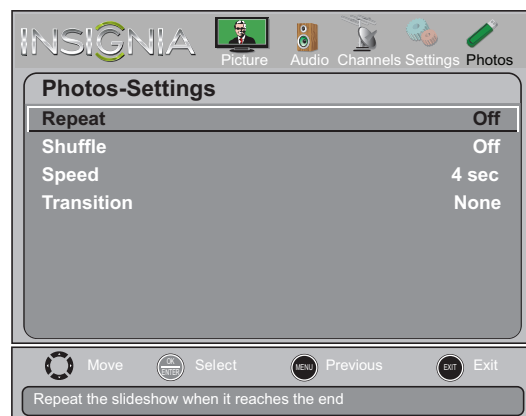 INSIGNIA
Picture Audio Channels Settings Photos
Photos-Settings
Repeat Off
Shuffle Off
Speed 4 sec
Transition None
Move OK ENTER Select MENU Previous EXIT Exit
Repeat the slideshow when it reaches the end